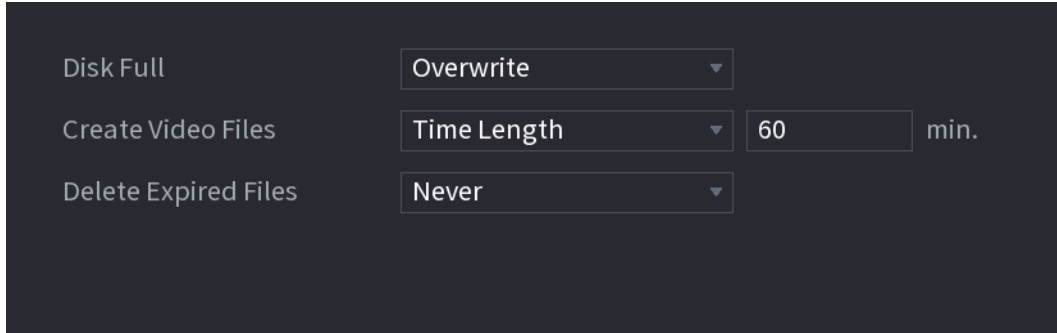 Disk Full Overwrite
Create Video Files Time Length 60 min.
Delete Expired Files Never